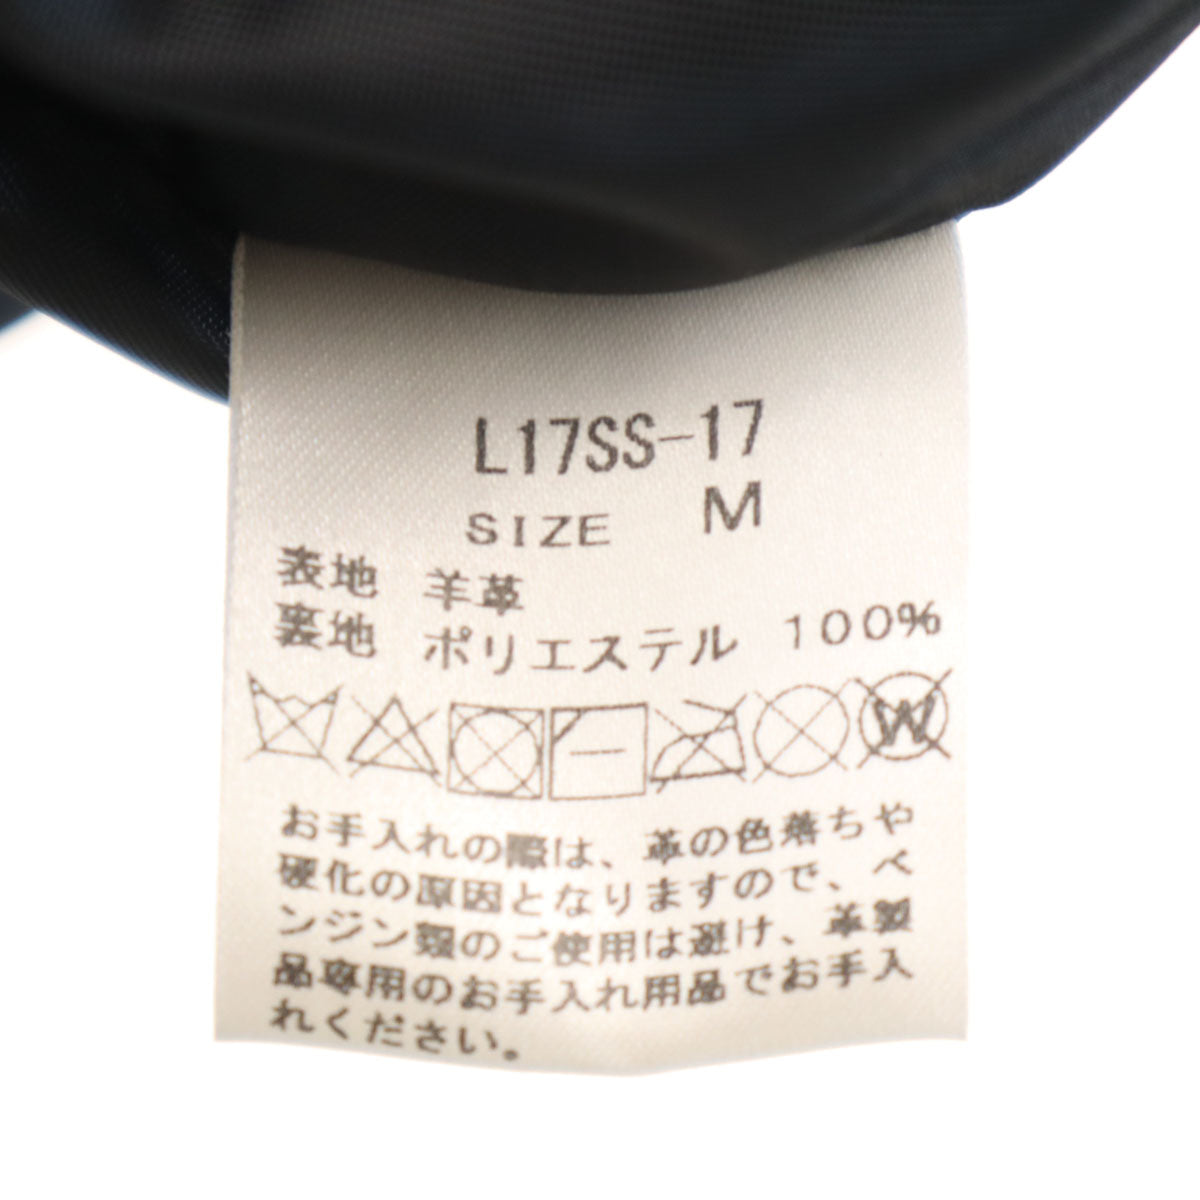 L17SS-17
SIZE M
表地 羊革
裏地 ポリエステル 100%
W
お手入れの際は、革の色落ちや
硬化の原因となりますので、ベ
ンジン類のご使用は避け、革製
品専用のお手入れ用品でお手入
れください。